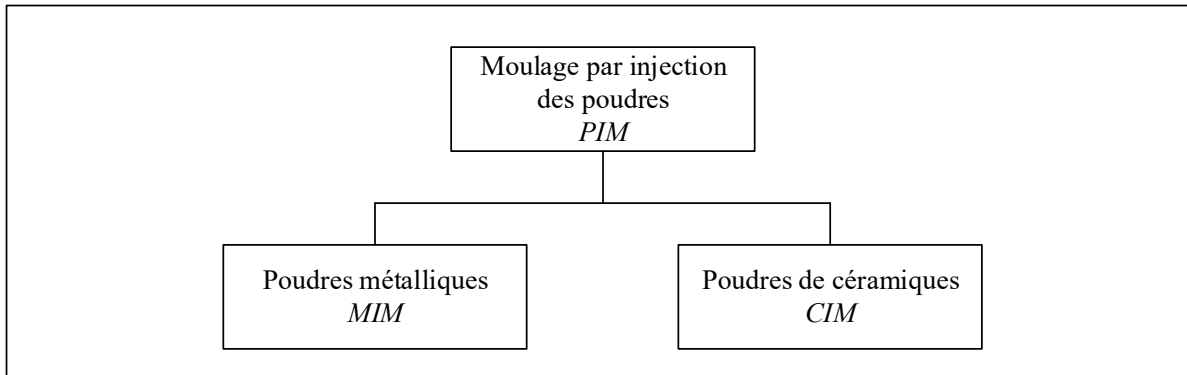 Moulage par injection
des poudres
PIM
Poudres métalliques
MIM
Poudres de céramiques
CIM